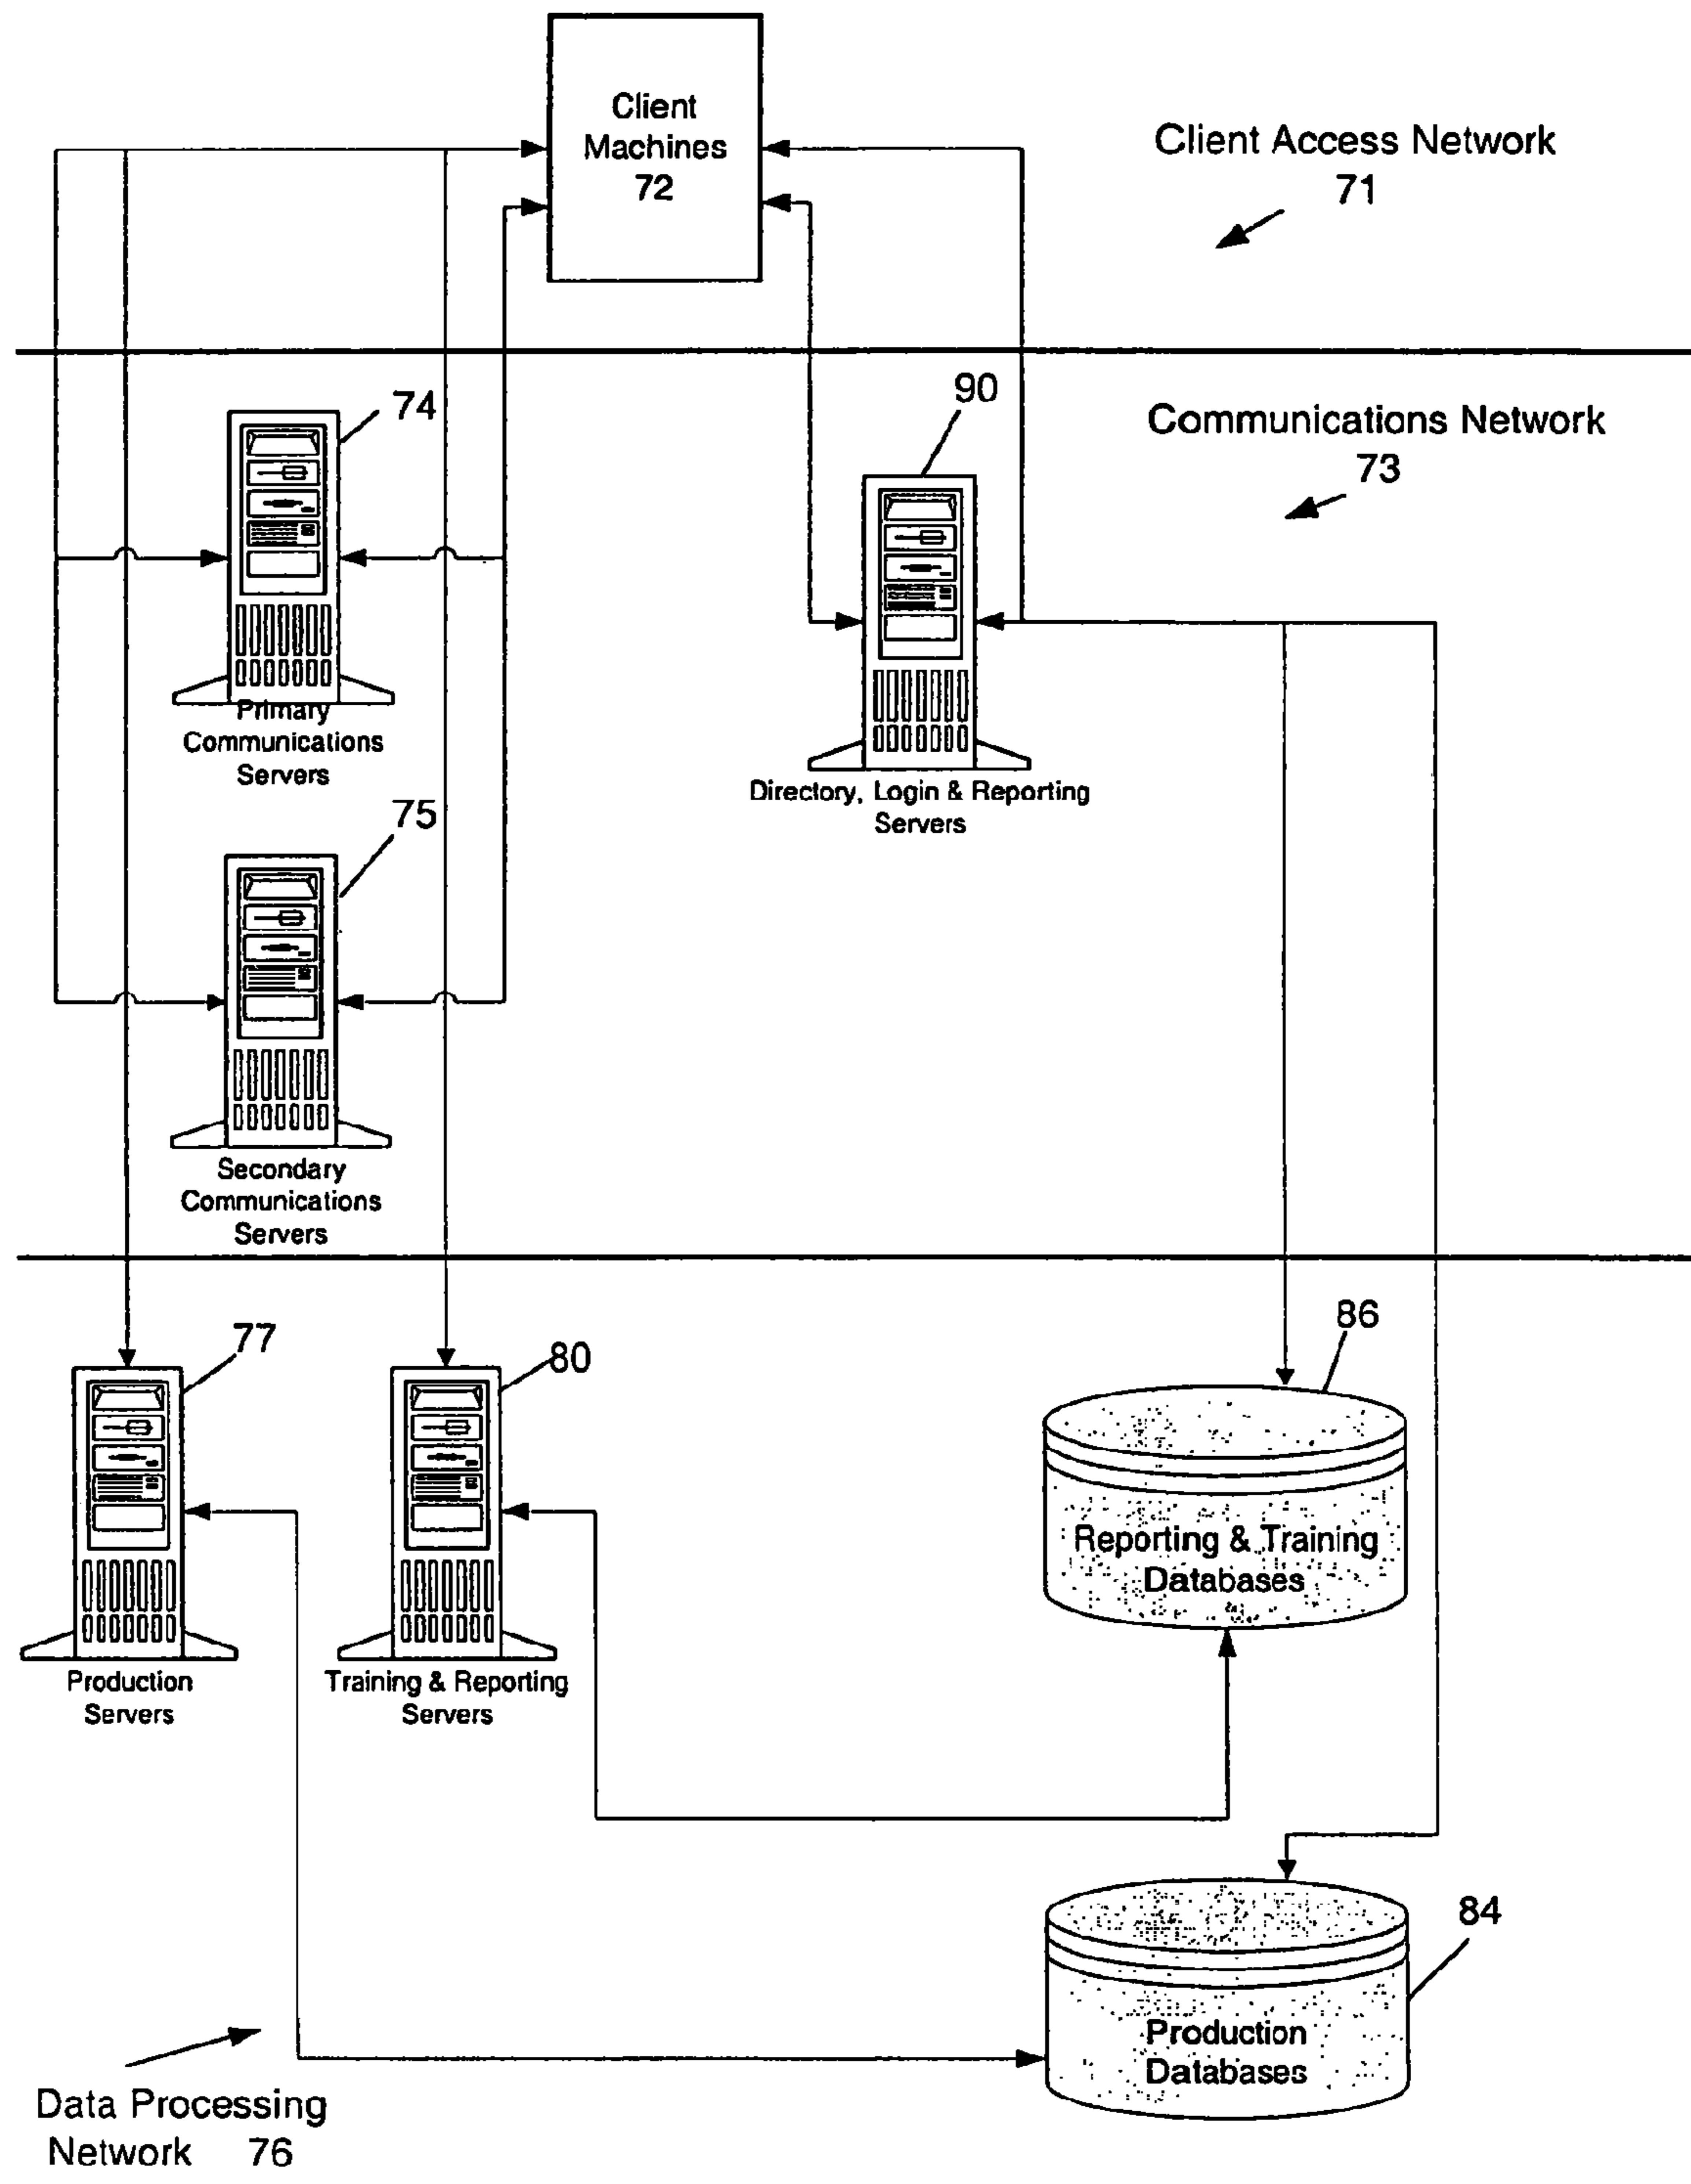 Client
Machines
72
Client Access Network
71
74
90
Communications Network
73
Primary
Communications
Servers
Directory, Login & Reporting
Servers
75
Secondary
Communications
Servers
77
80
86
Reporting & Training
Databases
Production
Servers
Training & Reporting
Servers
84
Production
Databases
Data Processing
Network 76